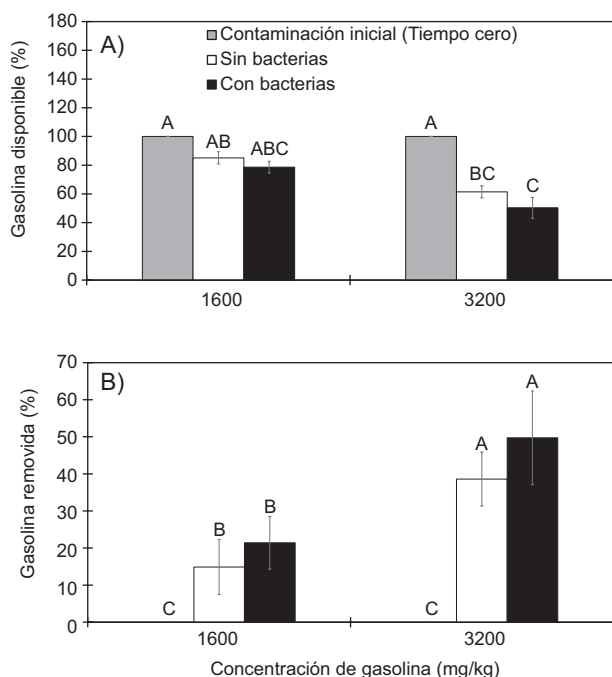 A)
Contaminación inicial (Tiempo cero)
Sin bacterias
Con bacterias
Gasolina disponible (%)
180
160
140
120
100
80
60
40
20
0
A
AB
ABC
A
BC
C
1600
3200
B)
Gasolina removida (%)
70
60
50
40
30
20
10
0
C
B
B
C
A
A
1600
3200
Concentración de gasolina (mg/kg)